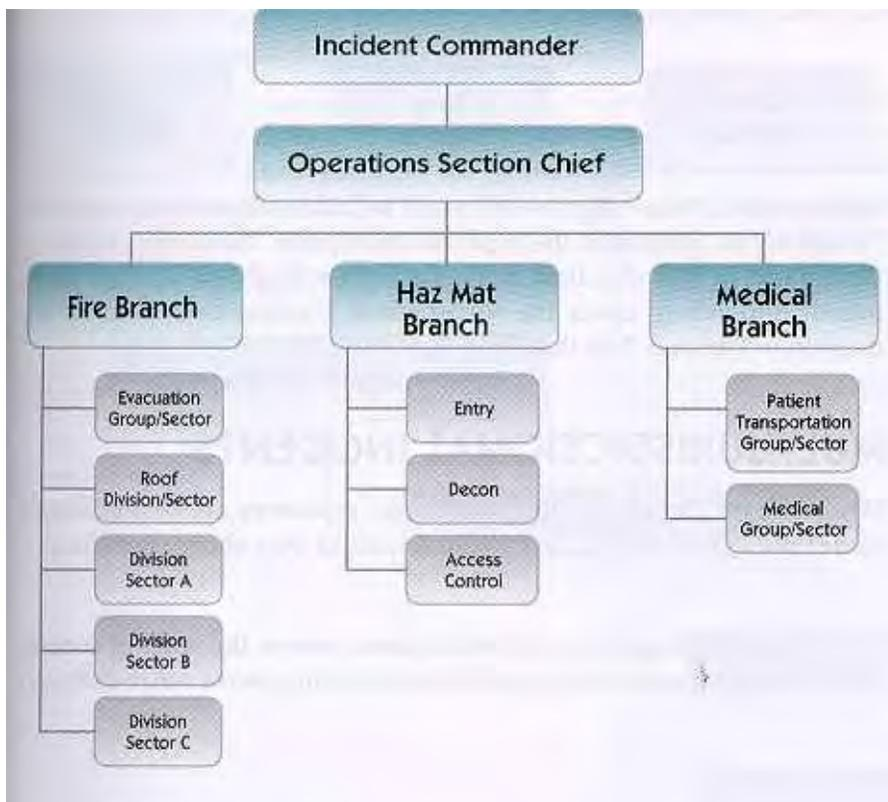 Incident Commander
Operations Section Chief
Fire Branch
Evacuation
Group/Sector
Roof
Division/Sector
Division
Sector A
Division
Sector B
Division
Sector C
Haz Mat
Branch
Entry
Decon
Access
Control
Medical
Branch
Patient
Transportation
Group/Sector
Medical
Group/Sector